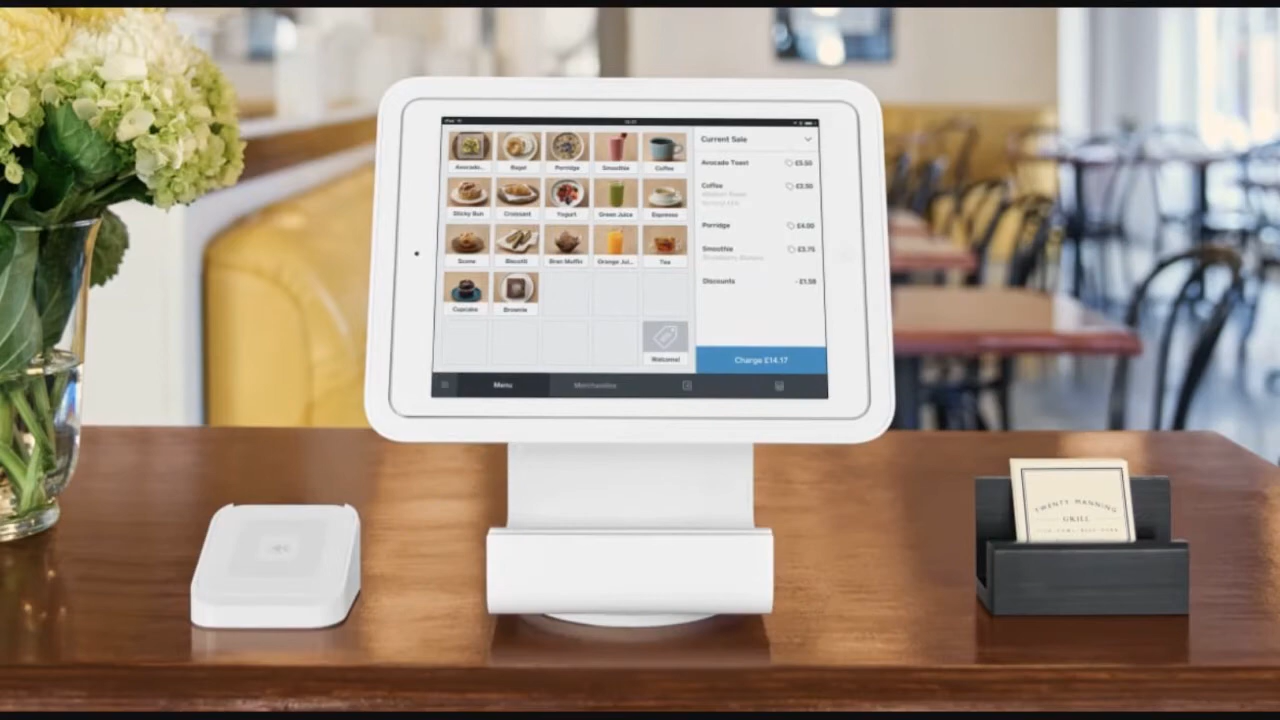 Current Sale
Avocado... Bagel Porridge Smoothie Coffee
Avocado Toast £5.50
Coffee £3.50
Sticky Bun Croissant Yogurt Green Juice Espresso
Porridge £4.00
Smoothie £3.75
Scone Biscotti Bran Muffin Orange Jui... Tea
Discounts -£1.58
Cupcake Brownie
Welcome!
Charge £14.17
Menu Merchandise
TWENTY MANNING
GRILL